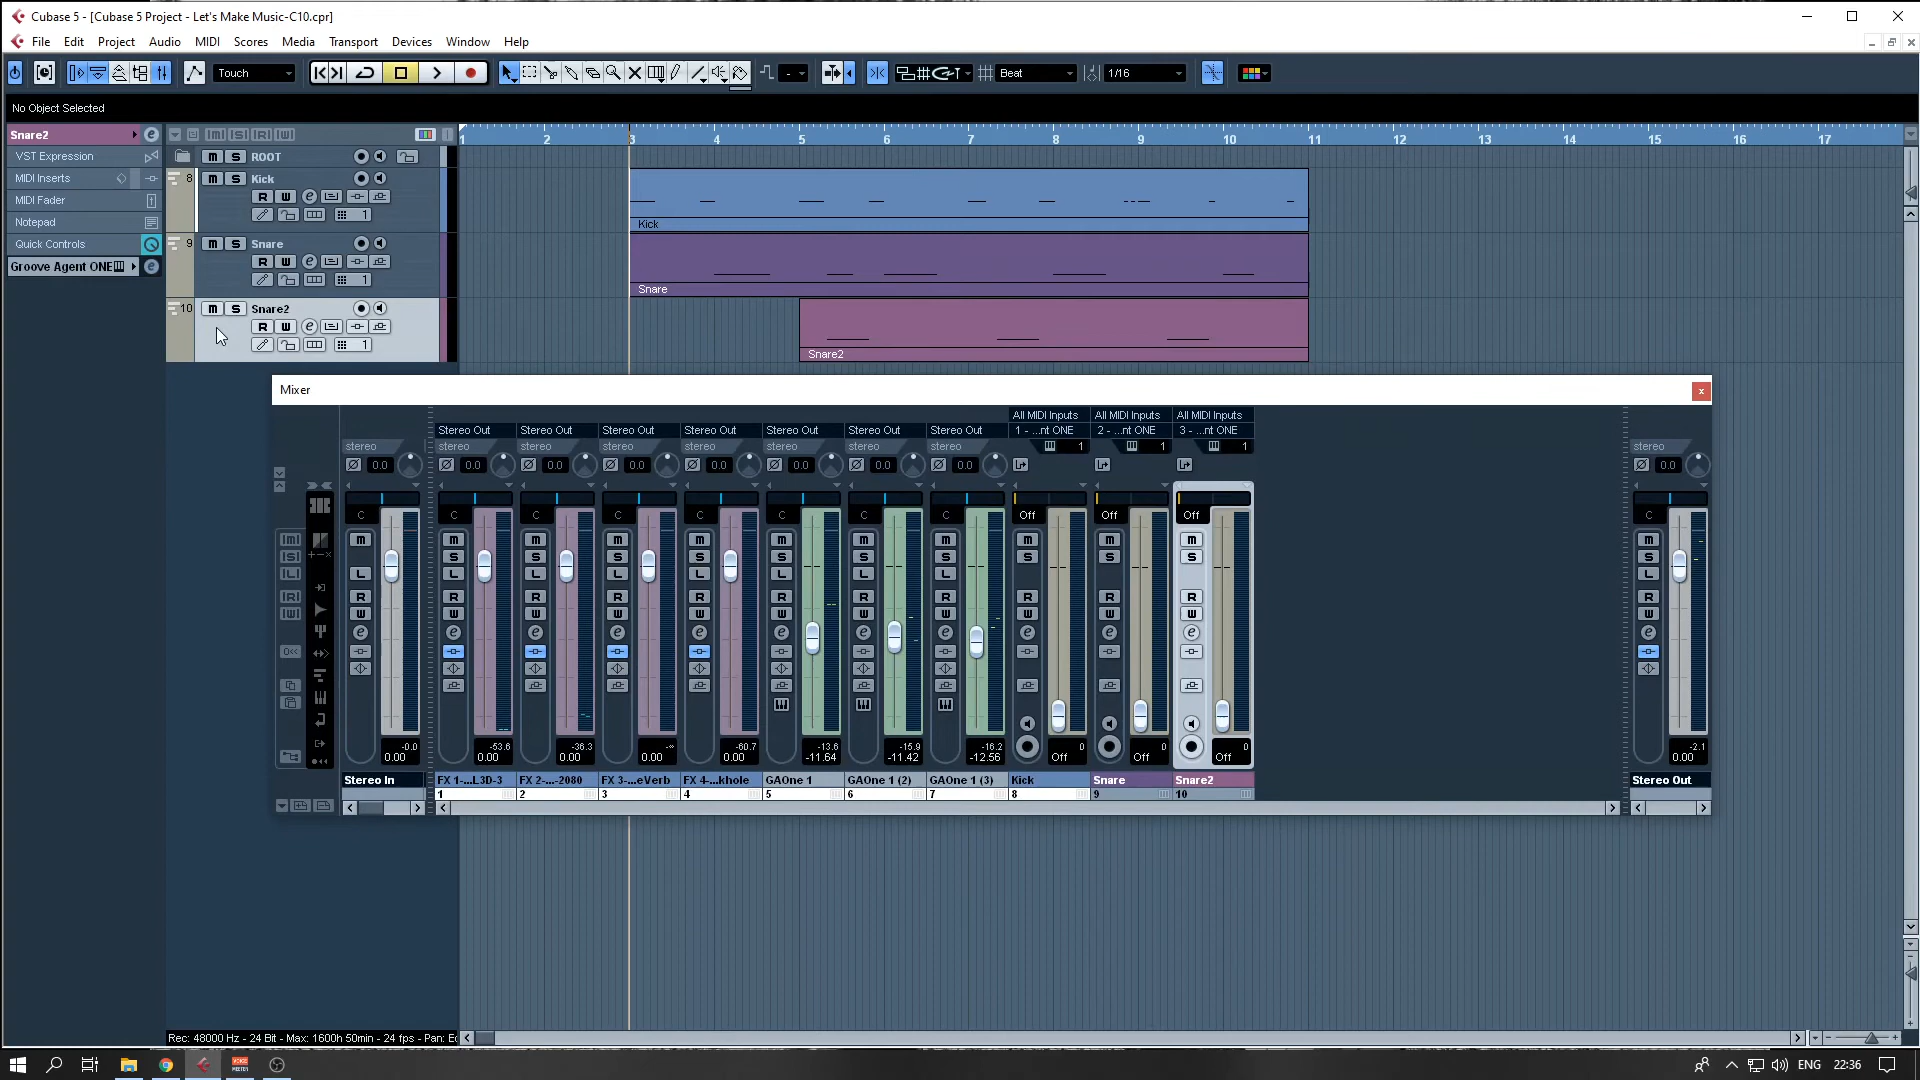 Cubase 5 - [Cubase 5 Project - Let's Make Music-C10.cpr]
File Edit Project Audio MIDI Scores Media Transport Devices Window Help
Touch - Beat 1/16
No Object Selected
Snare2
VST Expression
MIDI Inserts
MIDI Fader
Notepad
Quick Controls
Groove Agent ONE
m S ROOT
8 m S Kick
R W e
1
9 m S Snare
R W e
1
10 m S Snare2
R W e
1
1 2 3 4 5 6 7 8 9 10 11 12 13 14 15 16 17
Kick
Snare
Snare2
Mixer
All MIDI Inputs All MIDI Inputs All MIDI Inputs
Stereo Out Stereo Out Stereo Out Stereo Out Stereo Out Stereo Out Stereo Out 1 - ...nt ONE 2 - ...nt ONE 3 - ...nt ONE
stereo stereo stereo stereo stereo stereo stereo stereo 1 1 1 stereo
0.0 0.0 0.0 0.0 0.0 0.0 0.0 0.0 0.0
C C C C C C C C Off Off Off C
m m m m m m m m m m m m
S S S S S S S S S S S
L L L L L L L L L
R R R R R R R R R R R R
W W W W W W W W W W W W
e e e e e e e e e e e e
-0.0 -53.6 -36.3 -∞ -60.7 -13.6 -15.9 -16.2 0 0 0 -2.1
0.00 0.00 0.00 0.00 0.00 -11.64 -11.42 -12.56 Off Off Off 0.00
Stereo In FX 1-...L3D-3 FX 2-...-2080 FX 3-...eVerb FX 4-...khole GAOne 1 GAOne 1 (2) GAOne 1 (3) Kick Snare Snare2 Stereo Out
1 2 3 4 5 6 7 8 9 10
Rec: 48000 Hz - 24 Bit - Max: 1600h 50min - 24 fps - Pan:
ENG 22:36